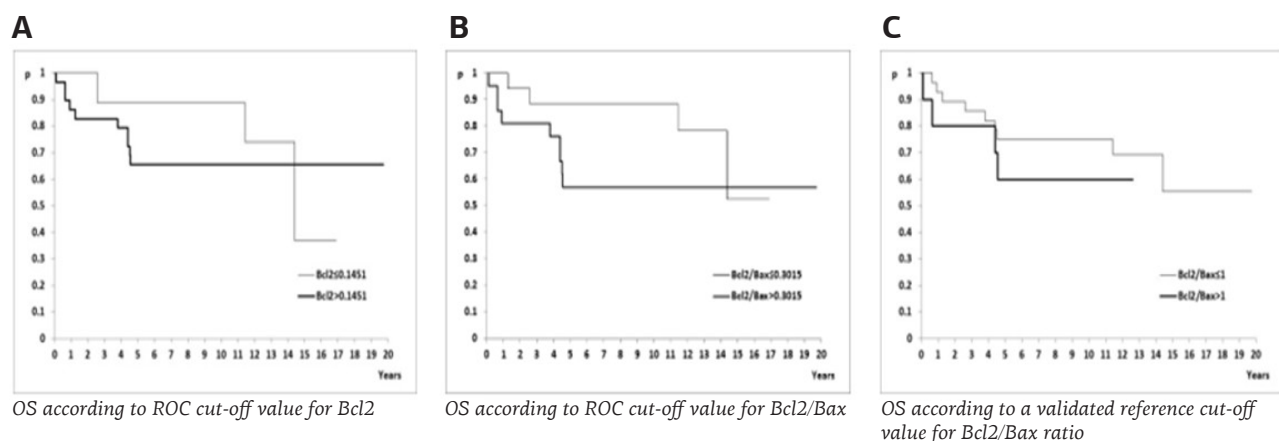 A
B
C
p
1
0.9
0.8
0.7
0.6
0.5
0.4
0.3
0.2
0.1
0
Bcl2≤0.1451
Bcl2>0.1451
0 1 2 3 4 5 6 7 8 9 10 11 12 13 14 15 16 17 18 19 20
Years
OS according to ROC cut-off value for Bcl2
p
1
0.9
0.8
0.7
0.6
0.5
0.4
0.3
0.2
0.1
0
Bcl2/Bax≤0.3015
Bcl2/Bax>0.3015
0 1 2 3 4 5 6 7 8 9 10 11 12 13 14 15 16 17 18 19 20
Years
OS according to ROC cut-off value for Bcl2/Bax
p
1
0.9
0.8
0.7
0.6
0.5
0.4
0.3
0.2
0.1
0
Bcl2/Bax≤1
Bcl2/Bax>1
0 1 2 3 4 5 6 7 8 9 10 11 12 13 14 15 16 17 18 19 20
Years
OS according to a validated reference cut-off
value for Bcl2/Bax ratio